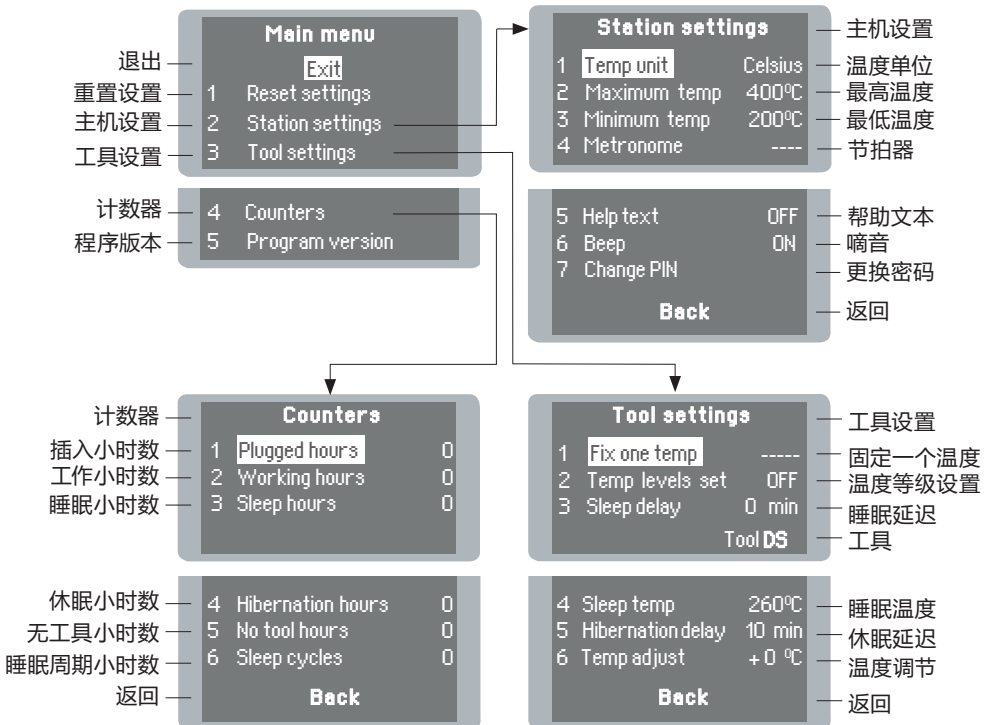 Main menu
退出
Exit
重置设置
1 Reset settings
主机设置
2 Station settings
工具设置
3 Tool settings
计数器
4 Counters
程序版本
5 Program version
Station settings
主机设置
1 Temp unit Celsius
温度单位
2 Maximum temp 400ºC
最高温度
3 Minimum temp 200ºC
最低温度
4 Metronome ----
节拍器
5 Help text OFF
帮助文本
6 Beep ON
嘀音
7 Change PIN
更换密码
Back
返回
计数器
Counters
插入小时数
1 Plugged hours 0
工作小时数
2 Working hours 0
睡眠小时数
3 Sleep hours 0
休眠小时数
4 Hibernation hours 0
无工具小时数
5 No tool hours 0
睡眠周期小时数
6 Sleep cycles 0
返回
Back
Tool settings
工具设置
1 Fix one temp -----
固定一个温度
2 Temp levels set OFF
温度等级设置
3 Sleep delay 0 min
睡眠延迟
Tool DS
工具
4 Sleep temp 260ºC
睡眠温度
5 Hibernation delay 10 min
休眠延迟
6 Temp adjust +0 ºC
温度调节
Back
返回